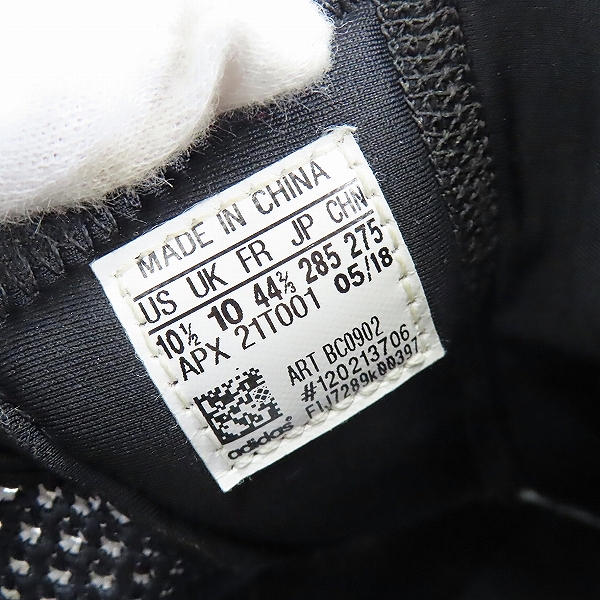 MADE IN CHINA
US UK FR JP CHN
10½ 10 44⅔ 285 275
APX 21T001 05/18
ART BC0902
#120213706
F1J7289k00397
adidas